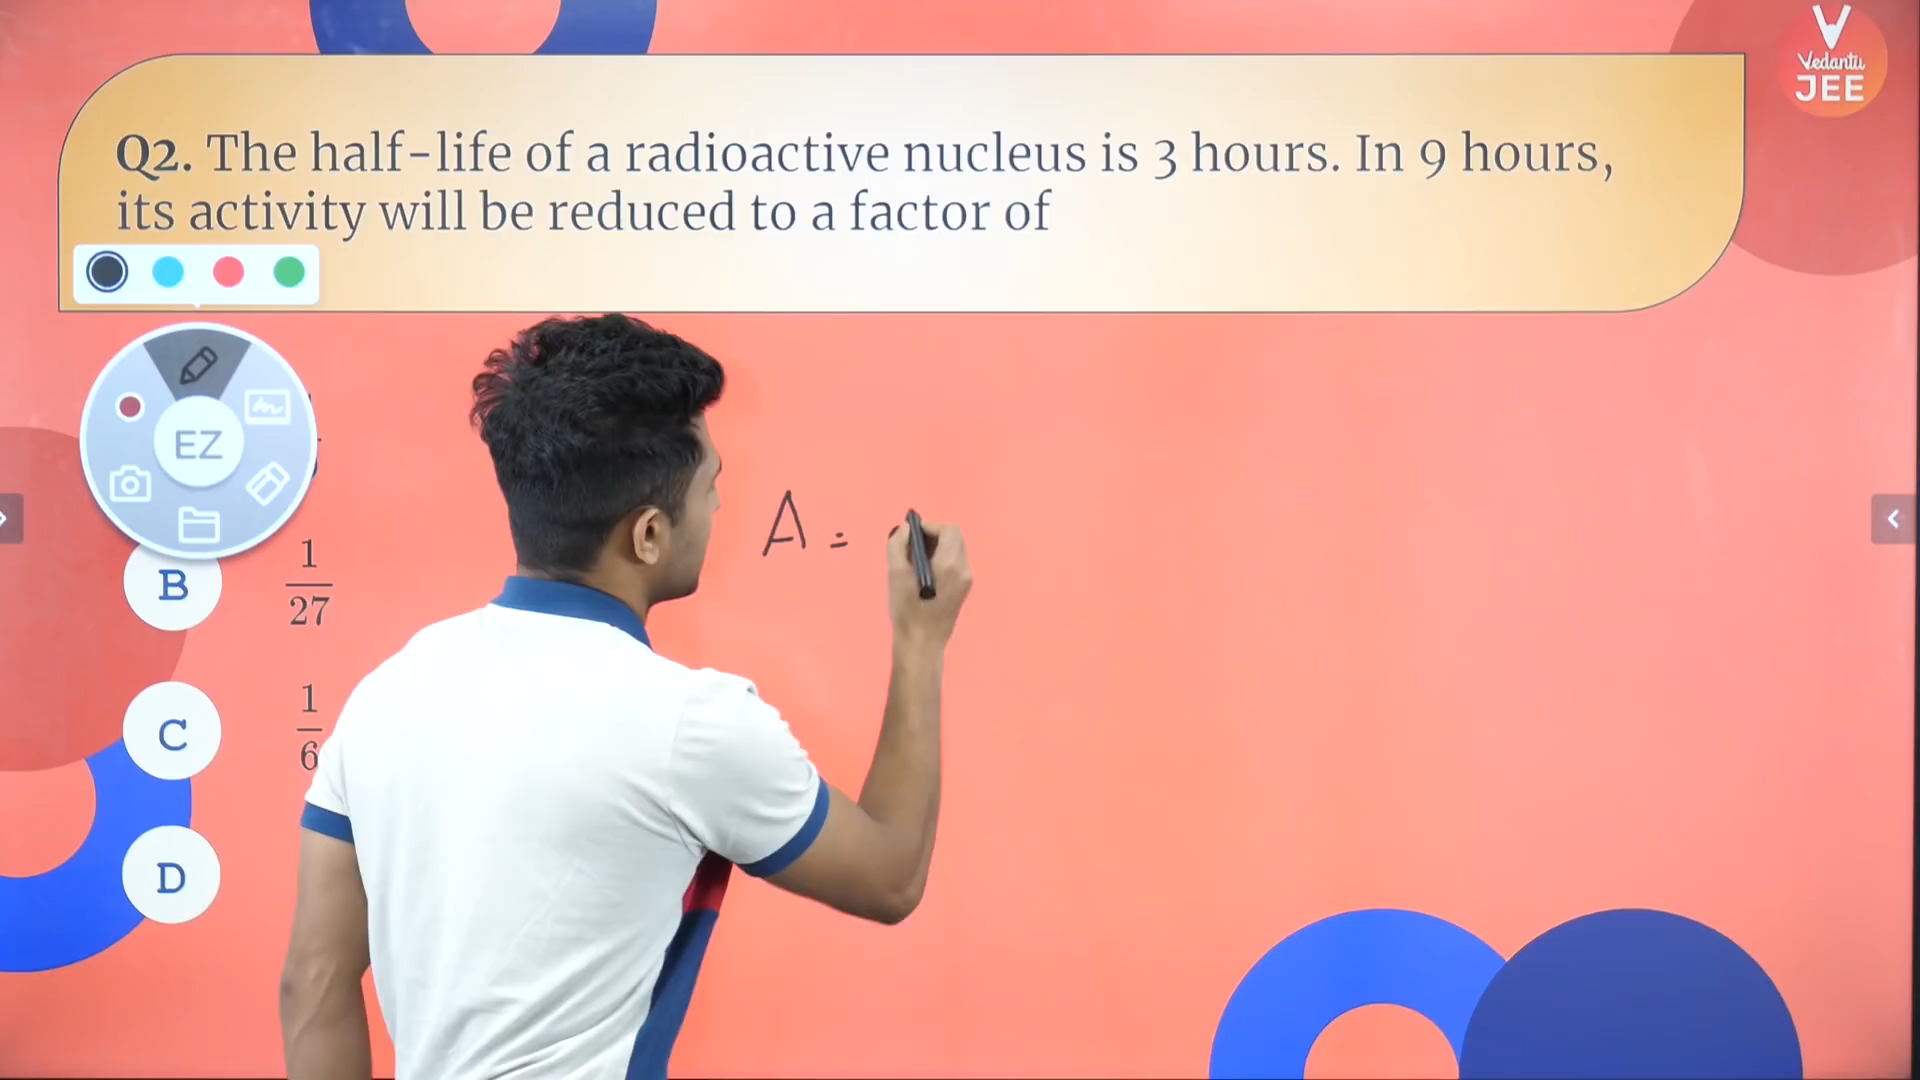 Vedantu
JEE
Q2. The half-life of a radioactive nucleus is 3 hours. In 9 hours,
its activity will be reduced to a factor of
EZ
B
1
27
C
1
6
D
A =